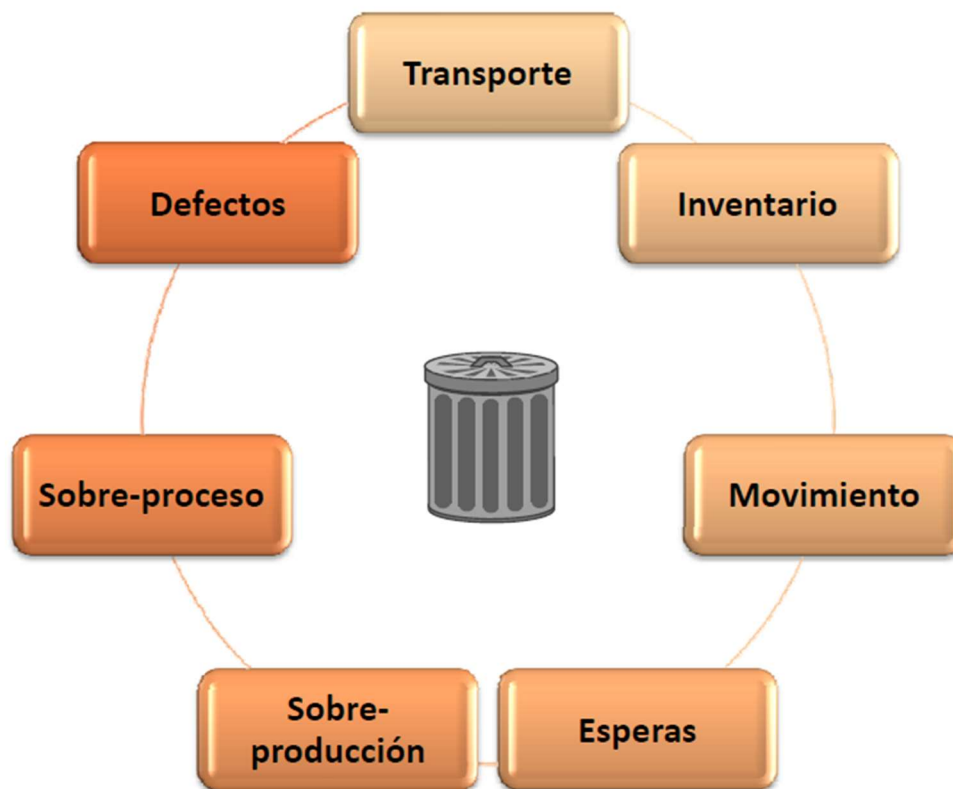 Transporte
Inventario
Movimiento
Esperas
Sobre-
producción
Sobre-proceso
Defectos